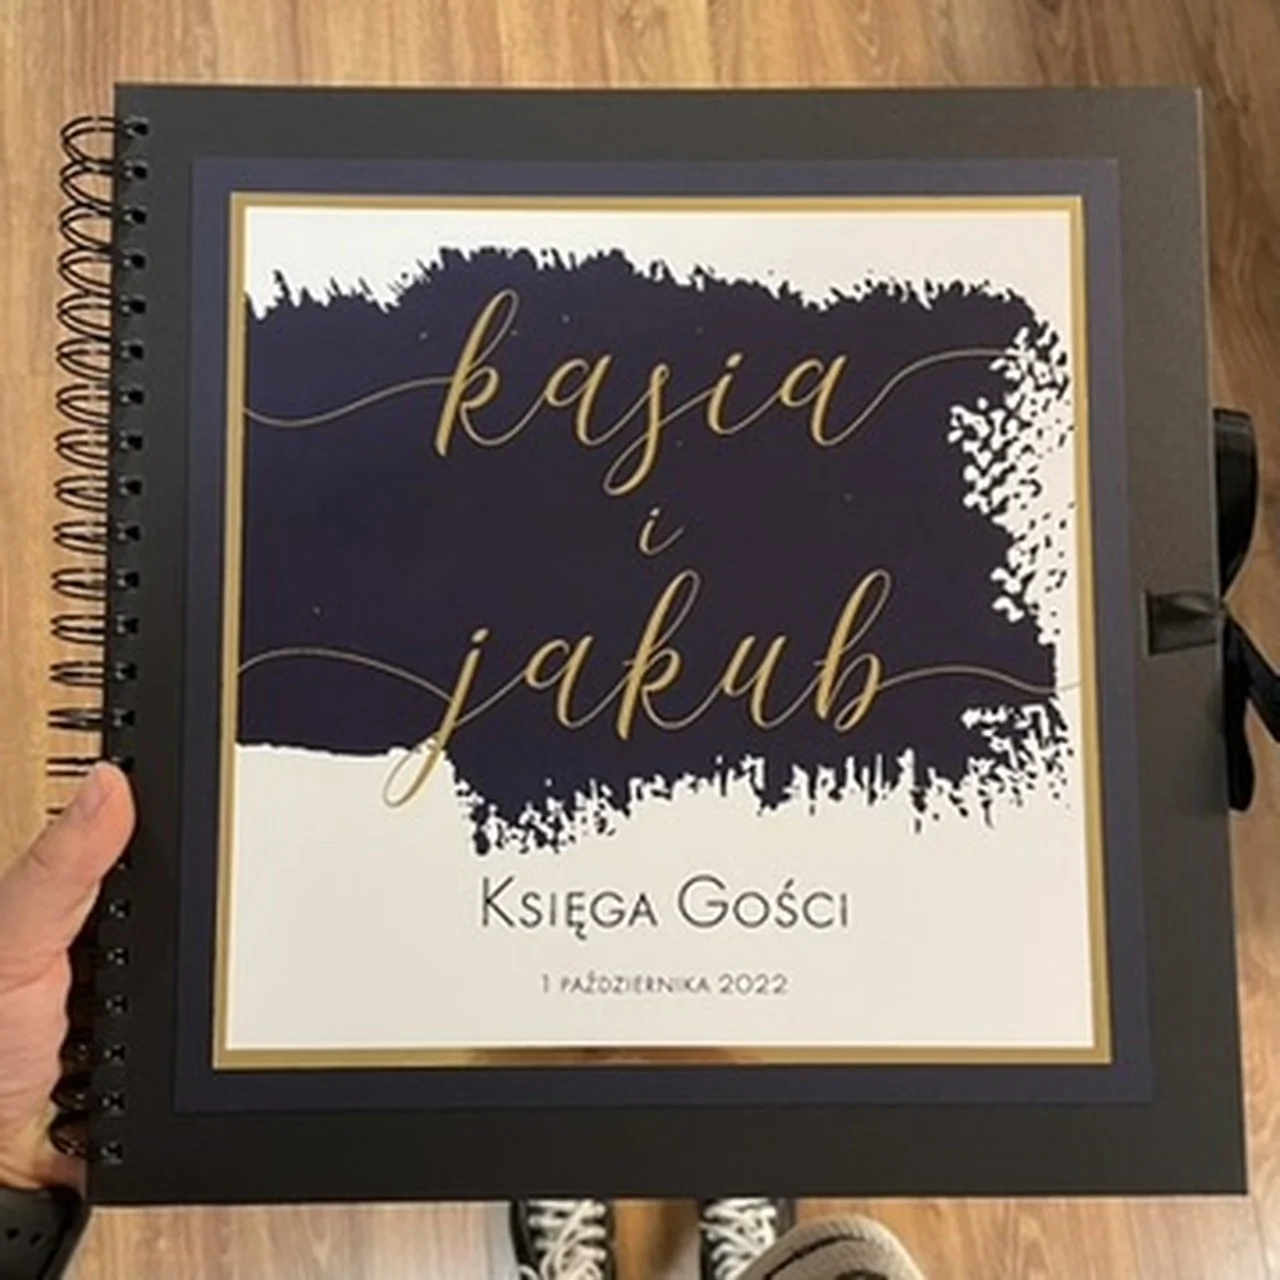 kasia
i
jakub
Księga Gości
1 października 2022